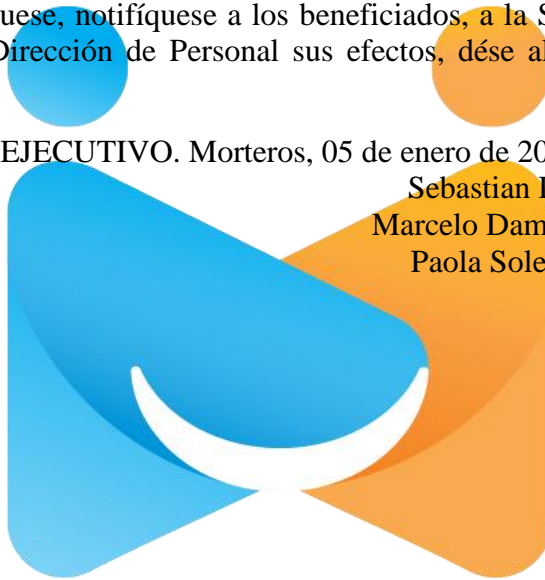 quese, notifíquese a los beneficiados, a la S
Dirección de Personal sus efectos, dése al
EJECUTIVO. Morteros, 05 de enero de 20
Sebastian
Marcelo Dam
Paola Sole